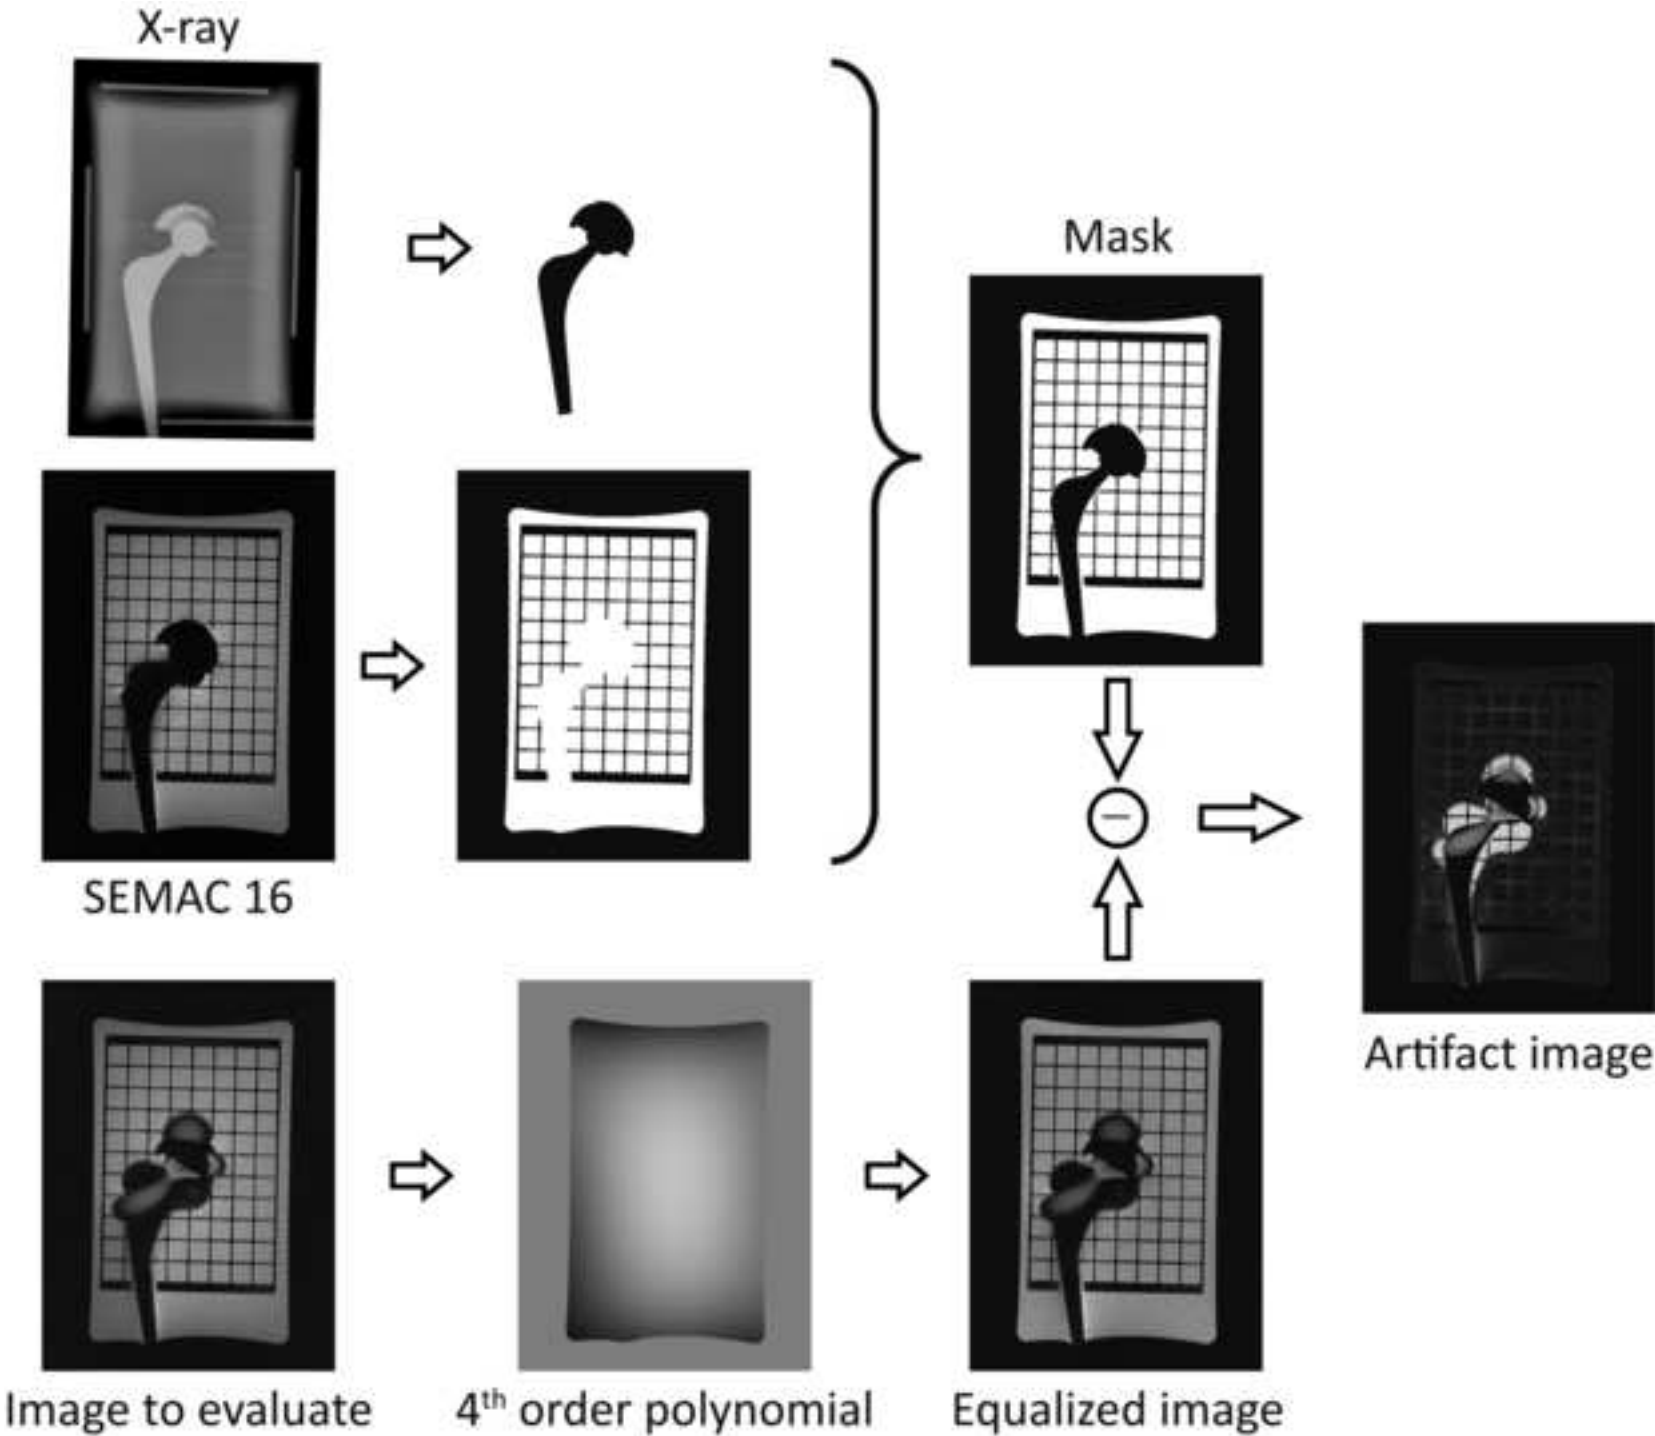 X-ray
Mask
SEMAC 16
Artifact image
Image to evaluate
4th order polynomial
Equalized image